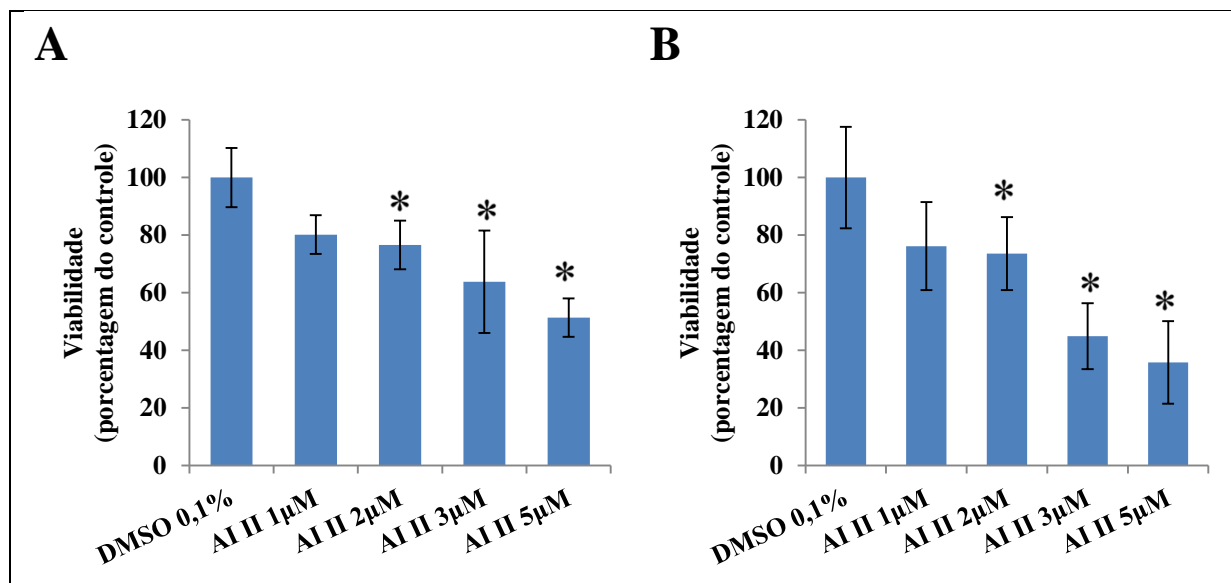 A
Viabilidade
(porcentagem do controle)
120
100
80
60
40
20
0
*
*
*
DMSO 0,1%
AI II 1µM
AI II 2µM
AI II 3µM
AI II 5µM
B
Viabilidade
(porcentagem do controle)
120
100
80
60
40
20
0
*
*
*
DMSO 0,1%
AI II 1µM
AI II 2µM
AI II 3µM
AI II 5µM